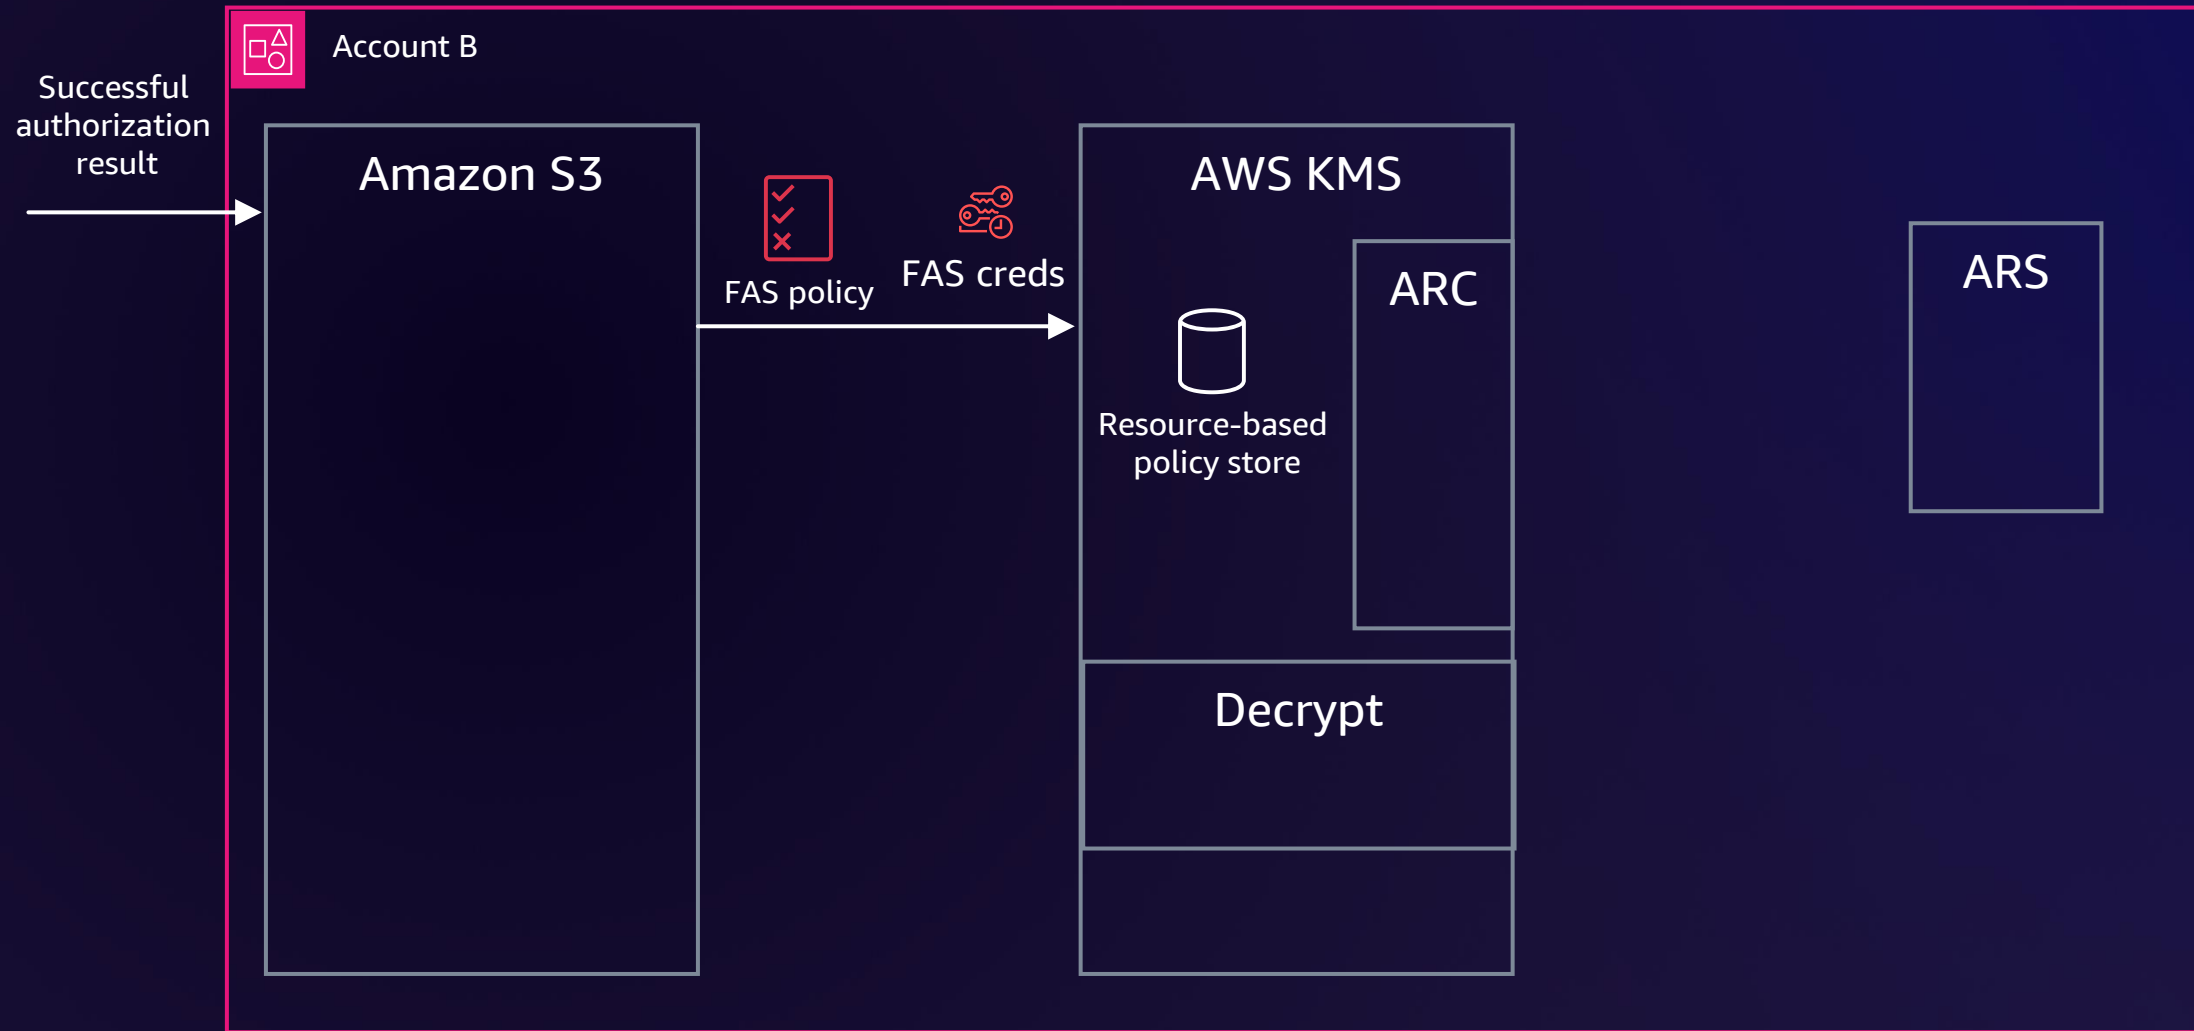 Account B
Successful
authorization
result
Amazon S3
FAS policy
FAS creds
AWS KMS
ARC
Resource-based
policy store
Decrypt
ARS